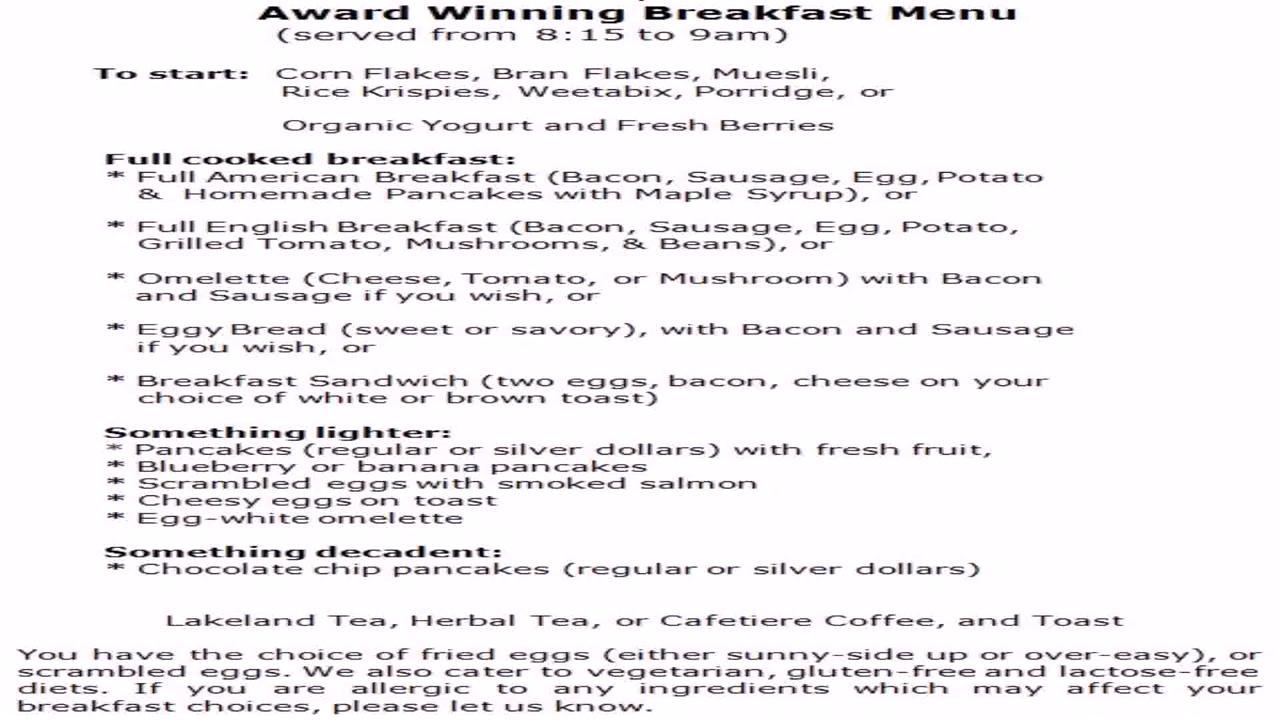 Award Winning Breakfast Menu
(served from 8:15 to 9am)
To start: Corn Flakes, Bran Flakes, Muesli,
Rice Krispies, Weetabix, Porridge, or
Organic Yogurt and Fresh Berries
Full cooked breakfast:
* Full American Breakfast (Bacon, Sausage, Egg, Potato
& Homemade Pancakes with Maple Syrup), or
* Full English Breakfast (Bacon, Sausage, Egg, Potato,
Grilled Tomato, Mushrooms, & Beans), or
* Omelette (Cheese, Tomato, or Mushroom) with Bacon
and Sausage if you wish, or
* Eggy Bread (sweet or savory), with Bacon and Sausage
if you wish, or
* Breakfast Sandwich (two eggs, bacon, cheese on your
choice of white or brown toast)
Something lighter:
* Pancakes (regular or silver dollars) with fresh fruit,
* Blueberry or banana pancakes
* Scrambled eggs with smoked salmon
* Cheesy eggs on toast
* Egg-white omelette
Something decadent:
* Chocolate chip pancakes (regular or silver dollars)
Lakeland Tea, Herbal Tea, or Cafetiere Coffee, and Toast
You have the choice of fried eggs (either sunny-side up or over-easy), or
scrambled eggs. We also cater to vegetarian, gluten-free and lactose-free
diets. If you are allergic to any ingredients which may affect your
breakfast choices, please let us know.